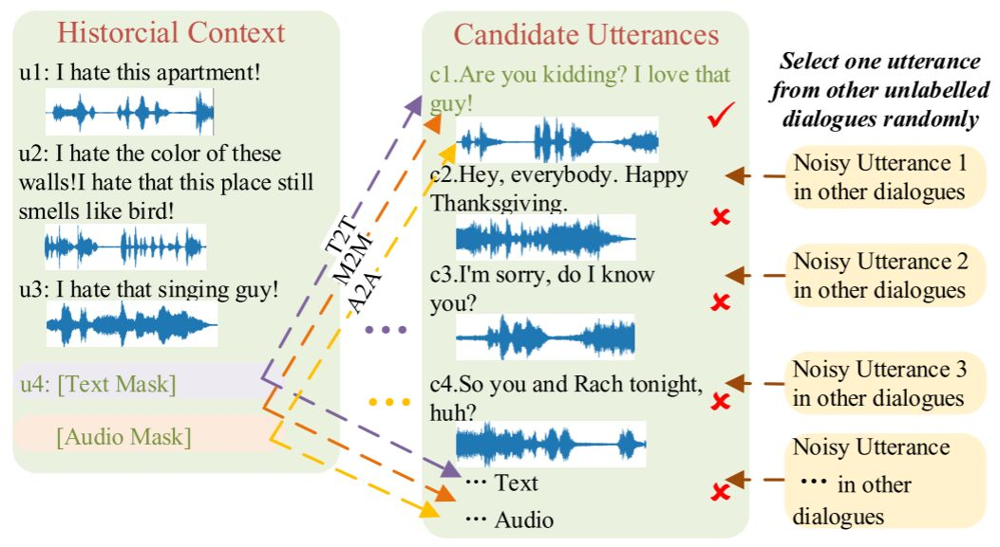 Historcial Context
u1: I hate this apartment!
u2: I hate the color of these
walls!I hate that this place still
smells like bird!
u3: I hate that singing guy!
u4: [Text Mask]
[Audio Mask]
T2T
M2M
A2A
Candidate Utterances
c1.Are you kidding? I love that
guy!
c2.Hey, everybody. Happy
Thanksgiving.
c3.I'm sorry, do I know
you?
c4.So you and Rach tonight,
huh?
... Text
... Audio
Select one utterance
from other unlabelled
dialogues randomly
Noisy Utterance 1
in other dialogues
Noisy Utterance 2
in other dialogues
Noisy Utterance 3
in other dialogues
Noisy Utterance
... in other
dialogues